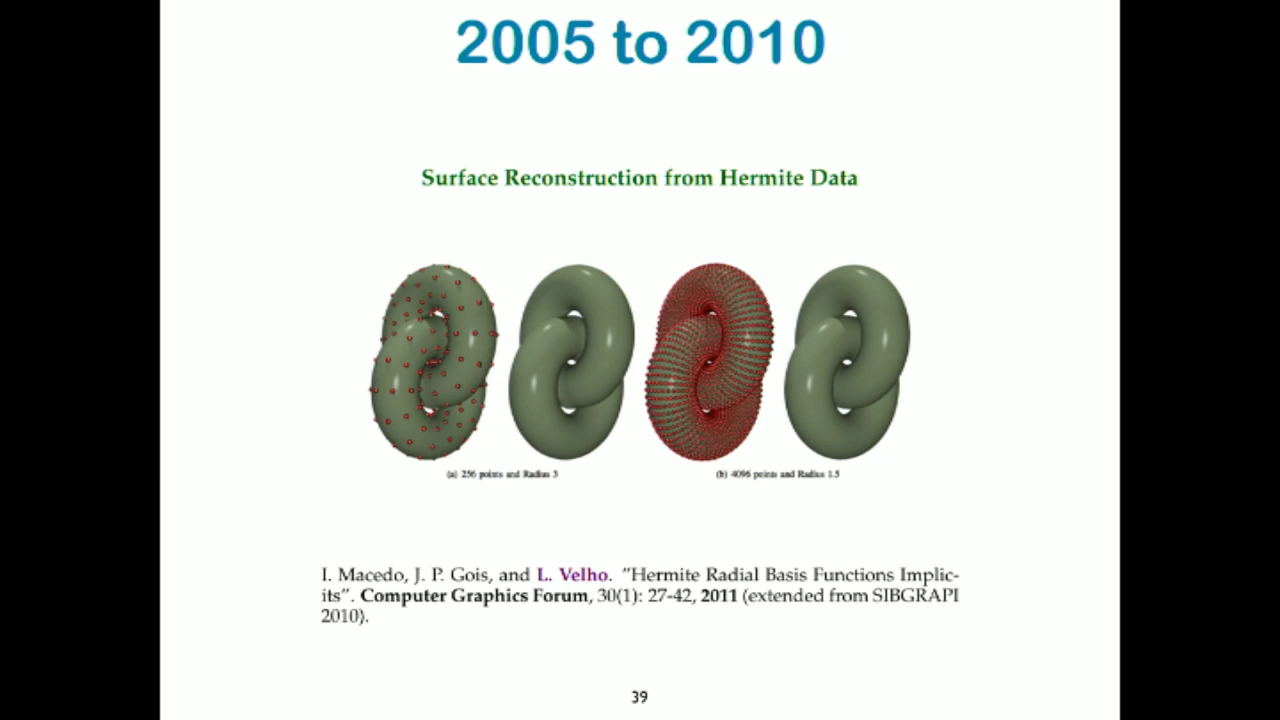 2005 to 2010
Surface Reconstruction from Hermite Data
(a) 256 points and Radius 3
(b) 4096 points and Radius 1.5
I. Macedo, J. P. Gois, and L. Velho. "Hermite Radial Basis Functions Implic-
its". Computer Graphics Forum, 30(1): 27-42, 2011 (extended from SIBGRAPI
2010).
39